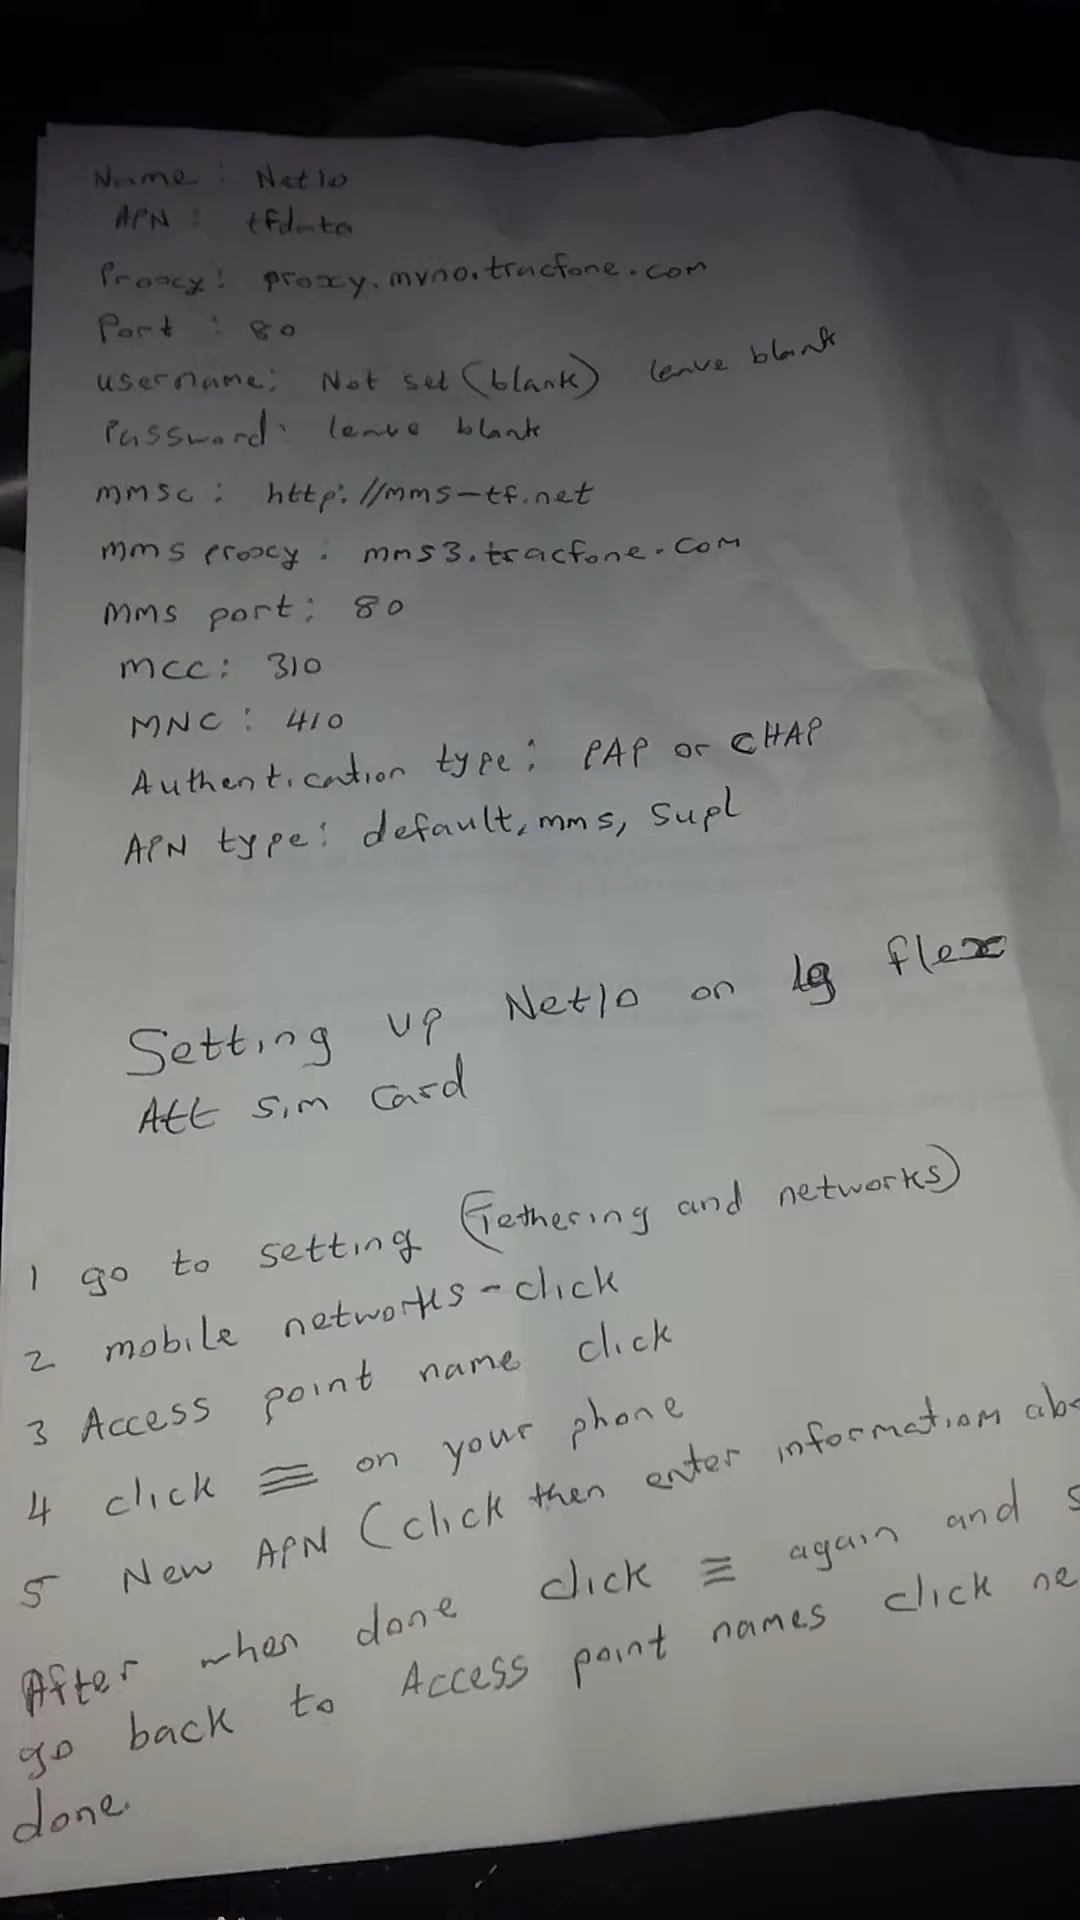 Name: Net10
APN: tfdata
Proxy: proxy.mvno.tracfone.com
Port: 80
username: Not set (blank) leave blank
Password: leave blank
mmsc: http://mms-tf.net
mms proxy: mms3.tracfone.com
mms port: 80
MCC: 310
MNC: 410
Authentication type: PAP or CHAP
APN type: default, mms, supl
Setting up Net10 on lg flex
Att sim card
1 go to setting (Tethering and networks)
2 mobile networks - click
3 Access point name click
4 click ≡ on your phone
5 New APN (click then enter information
After when done click ≡ again and
go back to Access point names click
done.